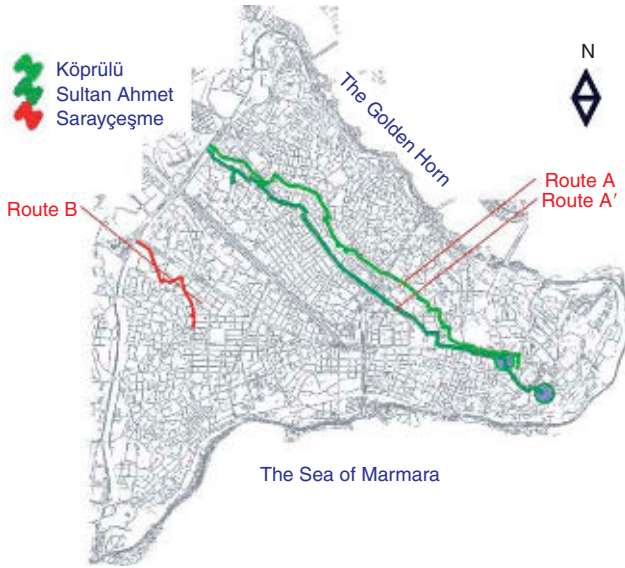 Köprülü
Sultan Ahmet
Sarayçeşme
N
The Golden Horn
Route A
Route A′
Route B
The Sea of Marmara